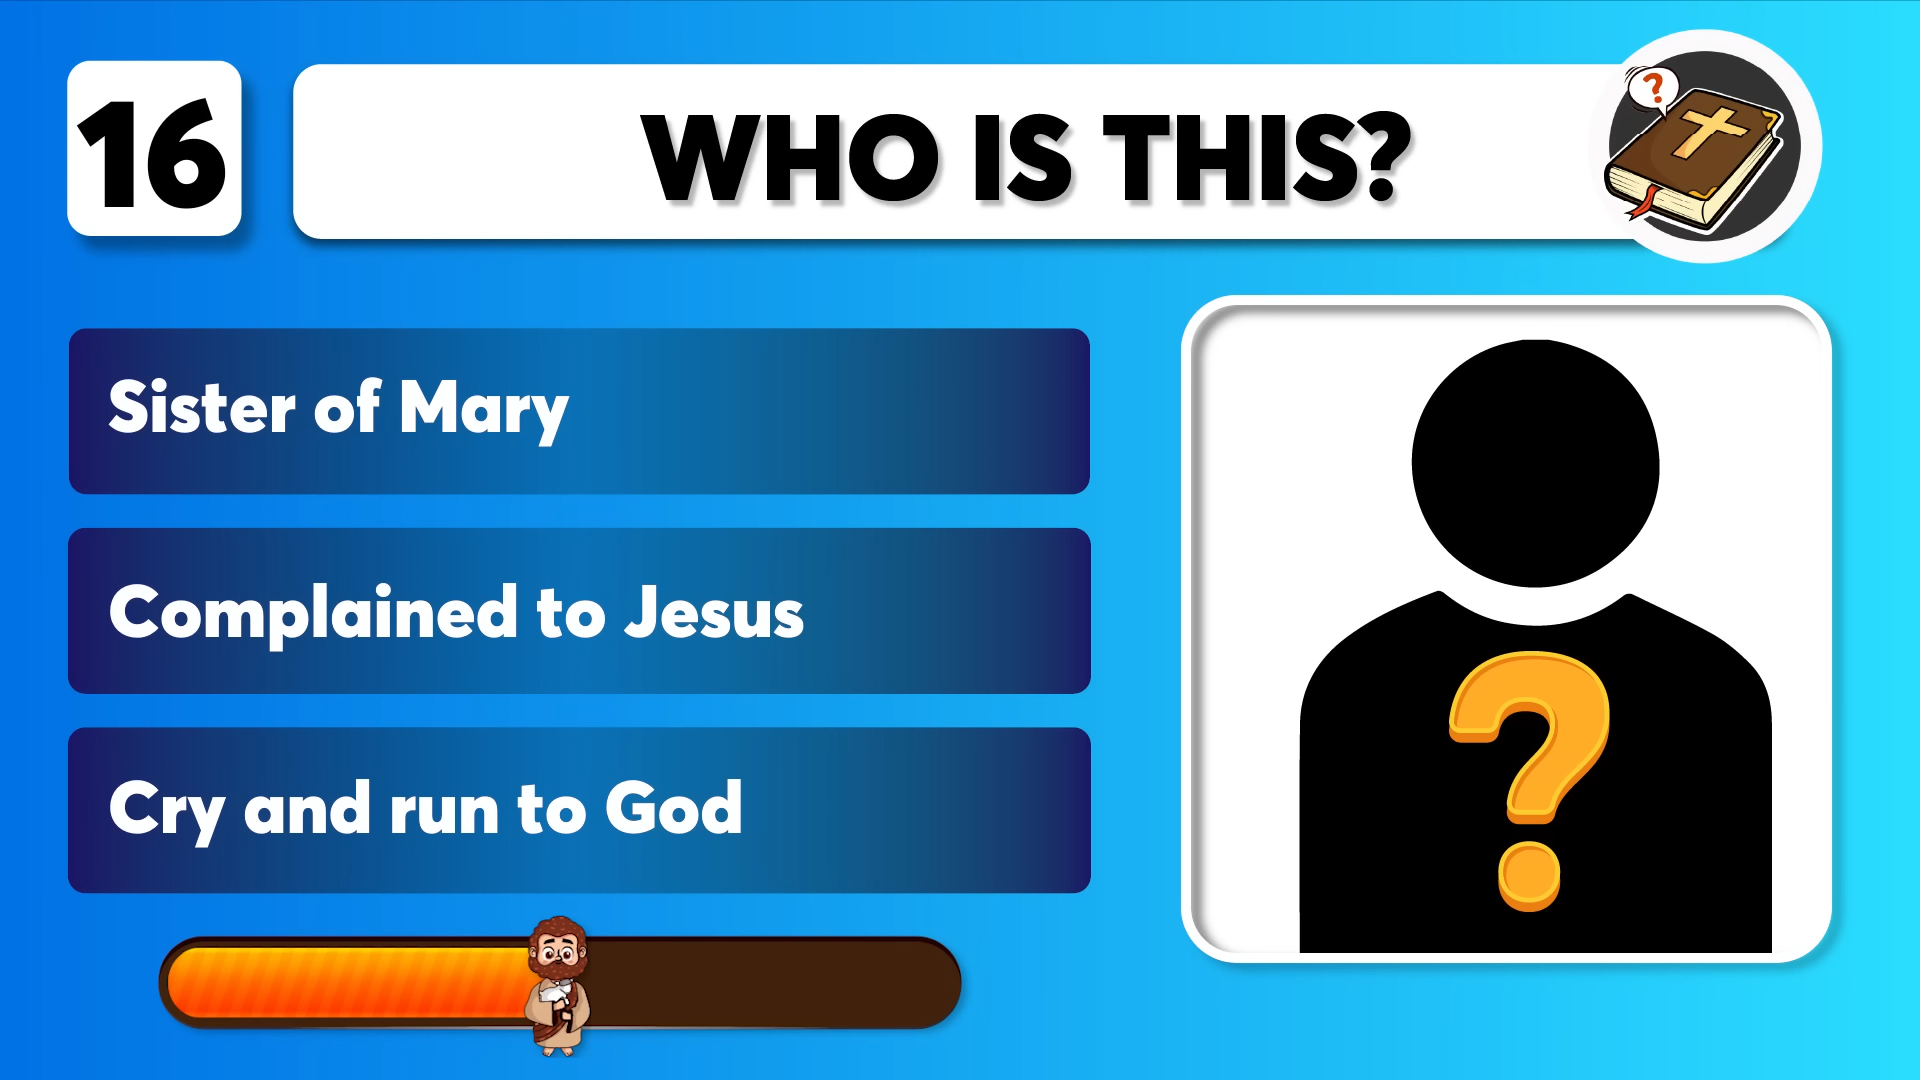 16
WHO IS THIS?
?
Sister of Mary
Complained to Jesus
Cry and run to God
?